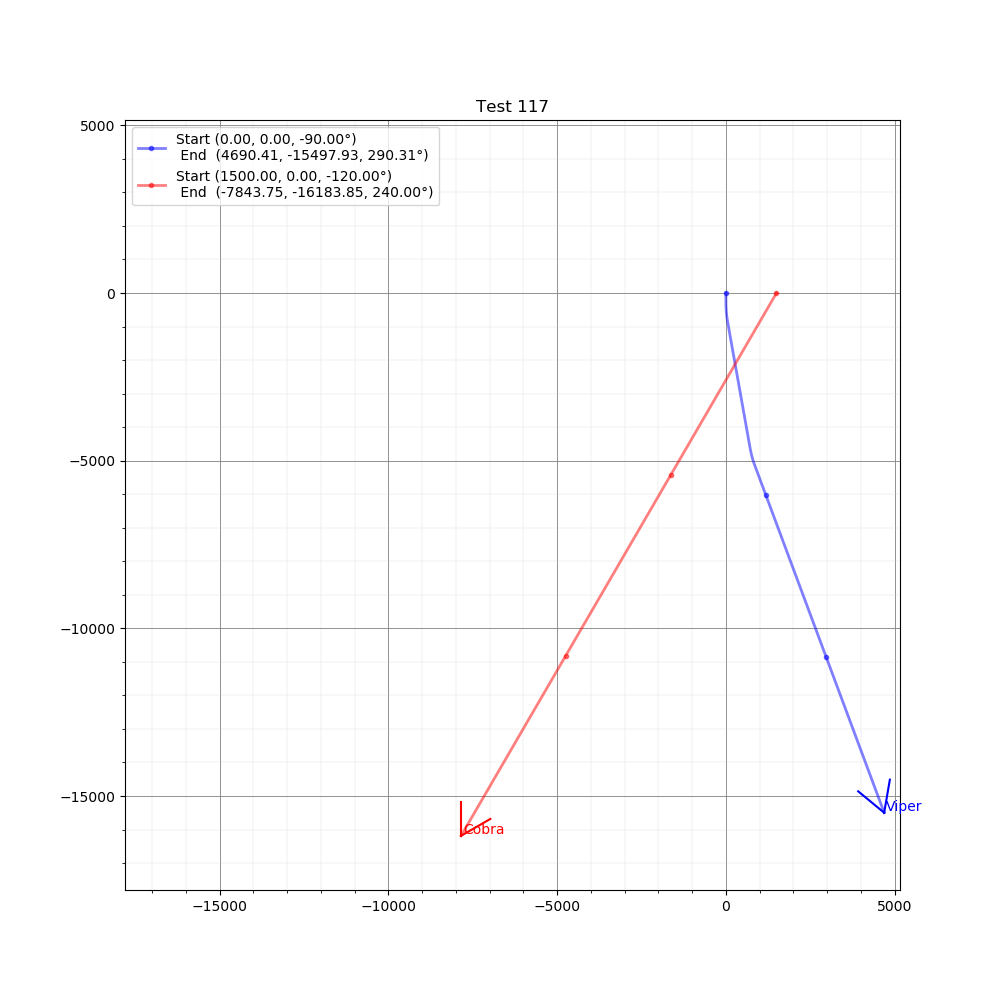 Test 117
Start (0.00, 0.00, -90.00°)
End  (4690.41, -15497.93, 290.31°)
Start (1500.00, 0.00, -120.00°)
End  (-7843.75, -16183.85, 240.00°)
5000
0
−5000
−10000
−15000
Viper
Cobra
−15000
−10000
−5000
0
5000